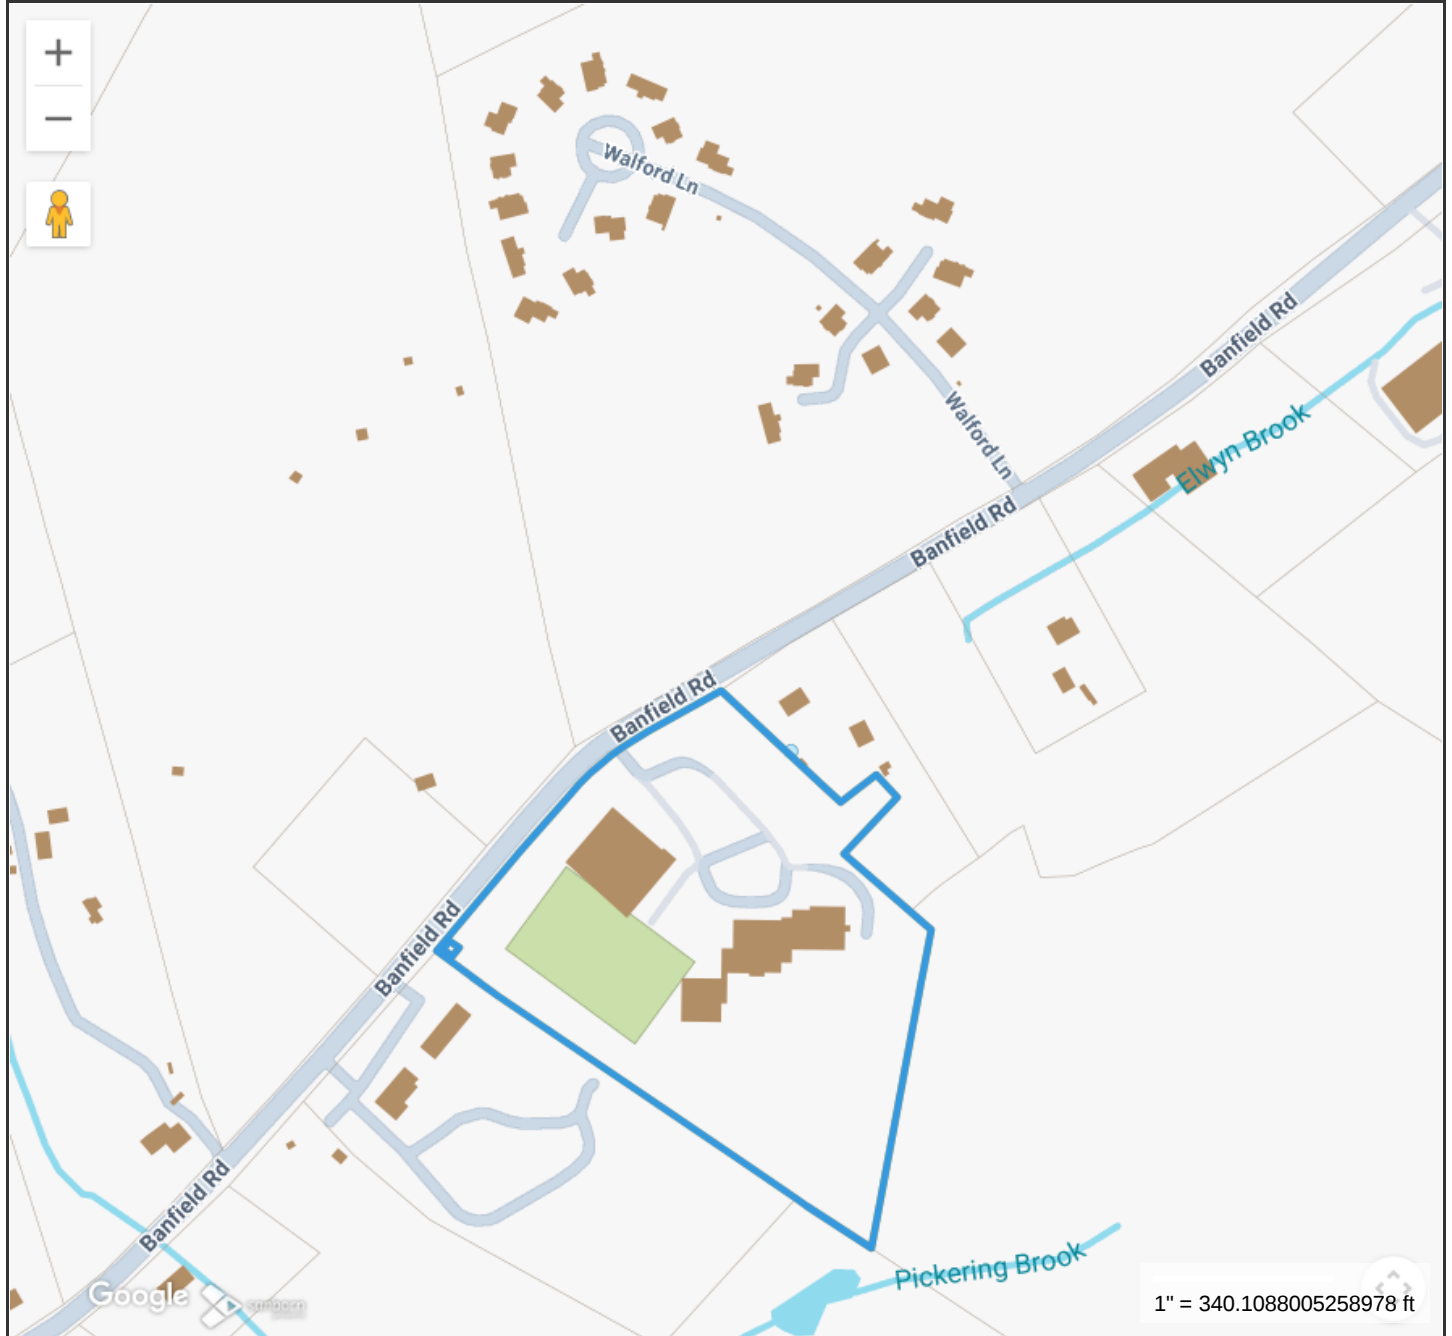 +
Walford Ln
−
Banfield Rd
Walford Ln
Elwyn Brook
Banfield Rd
Banfield Rd
Banfield Rd
Banfield Rd
Pickering Brook
Google
sanborn
1" = 340.1088005258978 ft